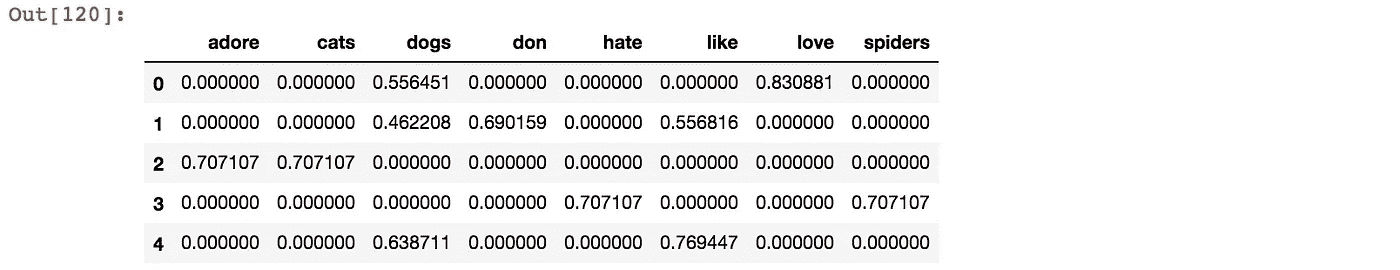 Out[120]:
adore cats dogs don hate like love spiders
0 0.000000 0.000000 0.556451 0.000000 0.000000 0.000000 0.830881 0.000000
1 0.000000 0.000000 0.462208 0.690159 0.000000 0.556816 0.000000 0.000000
2 0.707107 0.707107 0.000000 0.000000 0.000000 0.000000 0.000000 0.000000
3 0.000000 0.000000 0.000000 0.000000 0.707107 0.000000 0.000000 0.707107
4 0.000000 0.000000 0.638711 0.000000 0.000000 0.769447 0.000000 0.000000